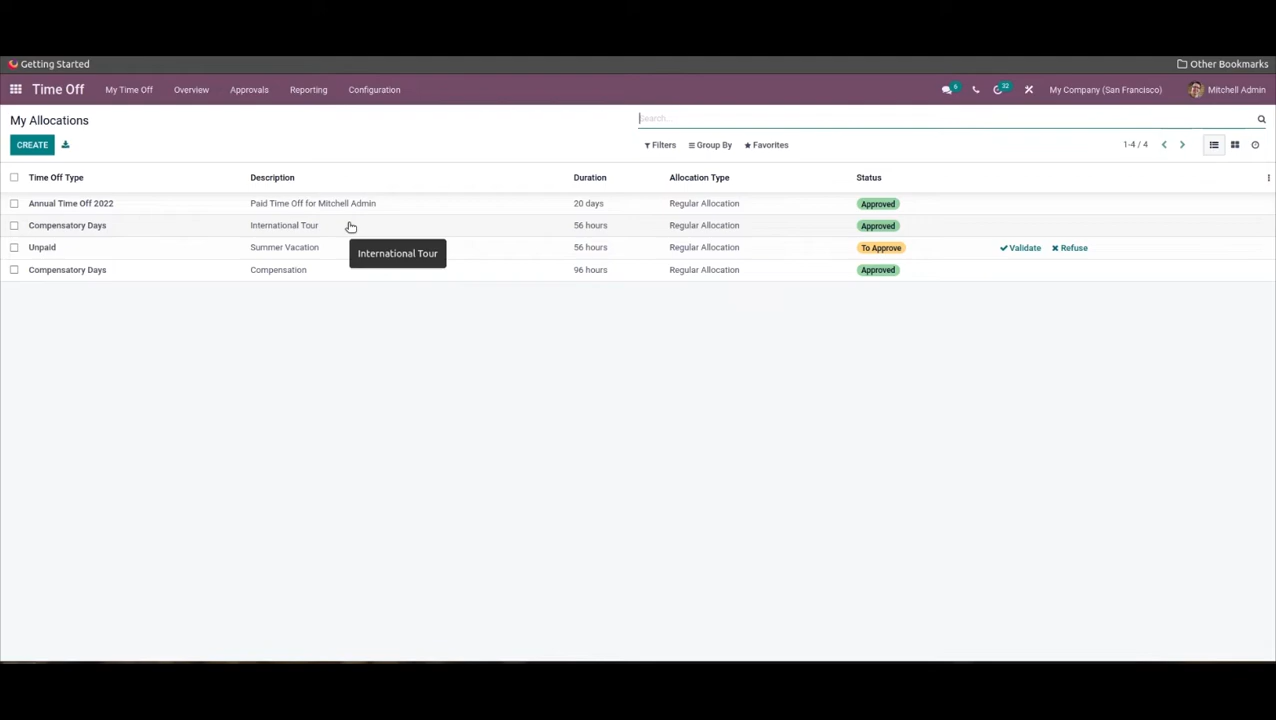 Getting Started Other Bookmarks
Time Off My Time Off Overview Approvals Reporting Configuration 6 32 My Company (San Francisco) Mitchell Admin
My Allocations Search...
CREATE Filters Group By Favorites 1-4 / 4
Time Off Type Description Duration Allocation Type Status
Annual Time Off 2022 Paid Time Off for Mitchell Admin 20 days Regular Allocation Approved
Compensatory Days International Tour 56 hours Regular Allocation Approved
Unpaid Summer Vacation 56 hours Regular Allocation To Approve Validate Refuse
International Tour
Compensatory Days Compensation 96 hours Regular Allocation Approved